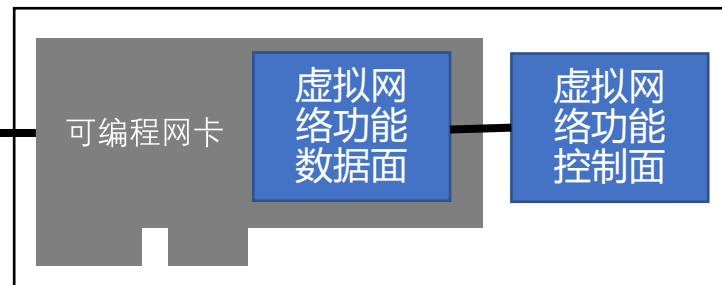 可编程网卡
虚拟网
络功能
数据面
虚拟网
络功能
控制面